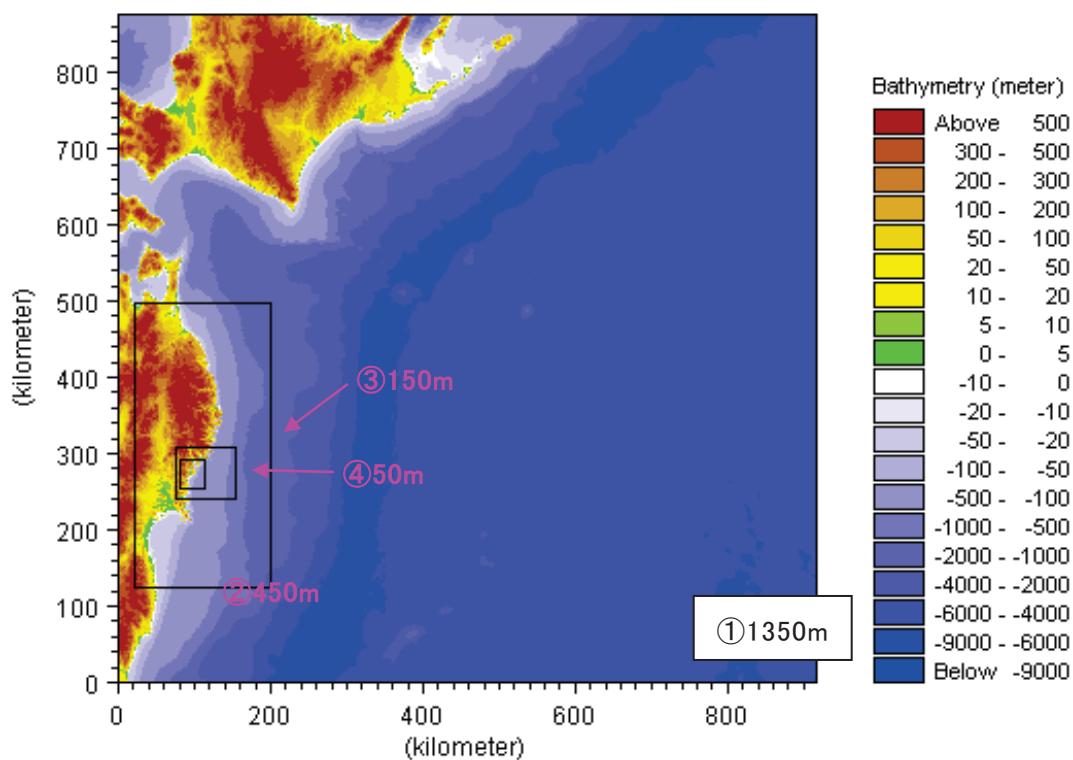 Bathymetry (meter)
Above 500
300 - 500
200 - 300
100 - 200
50 - 100
20 - 50
10 - 20
5 - 10
0 - 5
-10 - 0
-20 - -10
-50 - -20
-100 - -50
-500 - -100
-1000 - -500
-2000 - -1000
-4000 - -2000
-6000 - -4000
-9000 - -6000
Below -9000
800
700
600
500
400
300
200
100
0
(kilometer)
③150m
④50m
②450m
①1350m
0 200 400 600 800
(kilometer)